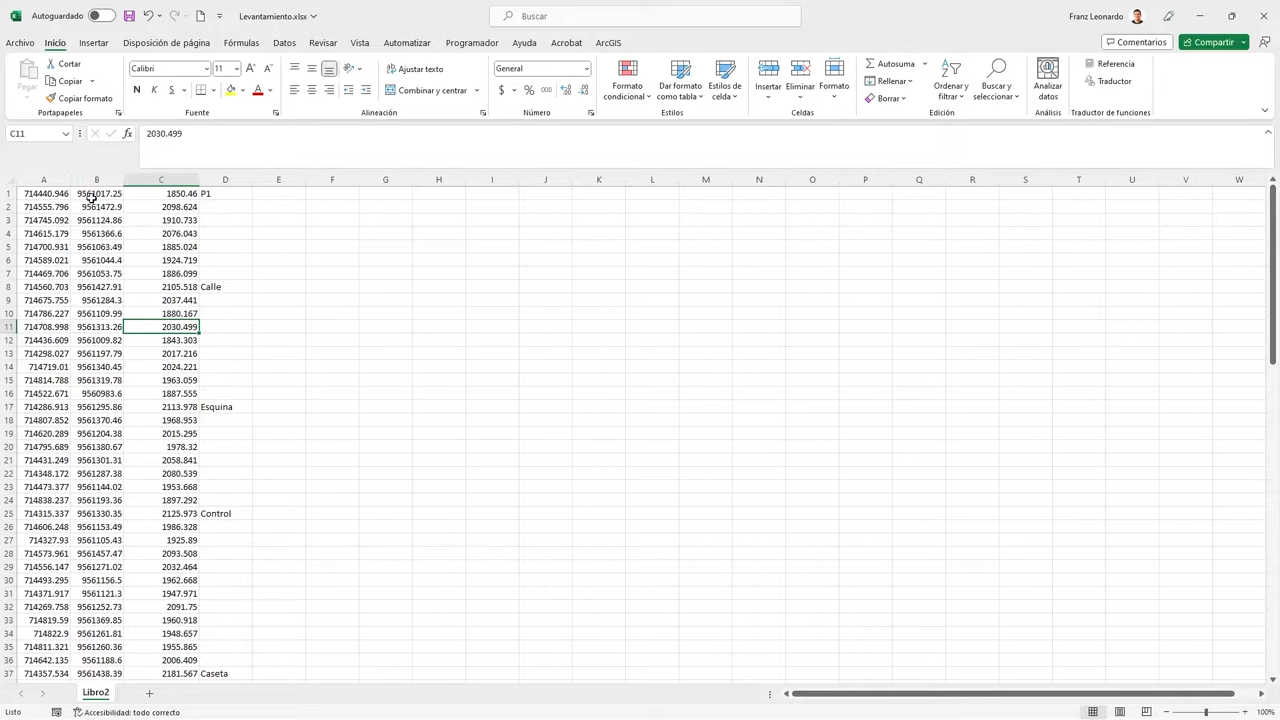 Autoguardado Levantamiento.xlsx Buscar Franz Leonardo
Archivo Inicio Insertar Disposición de página Fórmulas Datos Revisar Vista Automatizar Programador Ayuda Acrobat ArcGIS Comentarios Compartir
Pegar Cortar Copiar Copiar formato Portapapeles
Calibri 11 N K S Fuente
Ajustar texto Combinar y centrar Alineación
General $ % 000 Número
Formato condicional Dar formato como tabla Estilos de celda Estilos
Insertar Eliminar Formato Celdas
Autosuma Rellenar Borrar Ordenar y filtrar Buscar y seleccionar Edición
Analizar datos Análisis
Referencia Traductor Traductor de funciones
C11 fx 2030.499
A B C D E F G H I J K L M N O P Q R S T U V W
1 714440.946 9561017.25 1850.46 P1
2 714555.796 9561472.9 2098.624
3 714745.092 9561124.86 1910.733
4 714615.179 9561366.6 2076.043
5 714700.931 9561063.49 1885.024
6 714589.021 9561044.4 1924.719
7 714469.706 9561053.75 1886.099
8 714560.703 9561427.91 2105.518 Calle
9 714675.755 9561284.3 2037.441
10 714786.227 9561109.99 1880.167
11 714708.998 9561313.26 2030.499
12 714436.609 9561009.82 1843.303
13 714298.027 9561197.79 2017.216
14 714719.01 9561340.45 2024.221
15 714814.788 9561319.78 1963.059
16 714522.671 9560983.6 1887.555
17 714286.913 9561295.86 2113.978 Esquina
18 714807.852 9561370.46 1968.953
19 714620.289 9561204.38 2015.295
20 714795.689 9561380.67 1978.32
21 714431.249 9561301.31 2058.841
22 714348.172 9561287.38 2080.539
23 714473.377 9561144.02 1953.668
24 714838.237 9561193.36 1897.292
25 714315.337 9561330.35 2125.973 Control
26 714606.248 9561153.49 1986.328
27 714327.93 9561105.43 1925.89
28 714573.961 9561457.47 2093.508
29 714556.147 9561271.02 2032.464
30 714493.295 9561156.5 1962.668
31 714371.917 9561121.3 1947.971
32 714269.758 9561252.73 2091.75
33 714819.59 9561369.85 1960.918
34 714822.9 9561261.81 1948.657
35 714811.321 9561260.36 1955.865
36 714642.135 9561188.6 2006.409
37 714357.534 9561438.39 2181.567 Caseta
Libro2
Listo Accesibilidad: todo correcto 100%